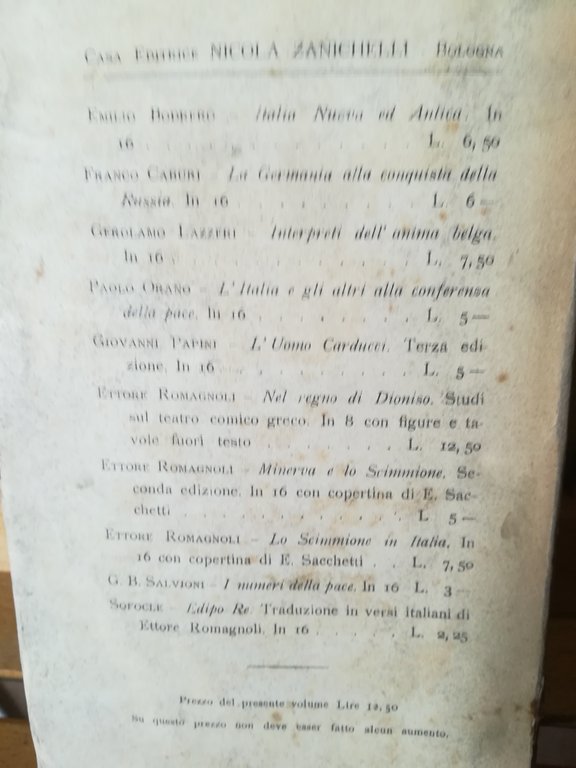 CASA EDITRICE NICOLA ZANICHELLI BOLOGNA
EMILIO BODRERO – Italia Nuova ed Antica. In
16 . . . . . . . . . . . . L. 6,50
FRANCO CABURI – La Germania alla conquista della
Russia. In 16 . . . . . . . L. 6 —
GEROLAMO LAZZERI – Interpreti dell'anima belga.
In 16 . . . . . . . . . . L. 7,50
PAOLO ORANO – L'Italia e gli altri alla conferenza
della pace. In 16 . . . . . . L. 5 —
GIOVANNI PAPINI – L'Uomo Carducci. Terza edi-
zione. In 16 . . . . . . . . L. 5 —
ETTORE ROMAGNOLI – Nel regno di Dioniso. Studi
sul teatro comico greco. In 8 con figure e ta-
vole fuori testo . . . . . . . L. 12,50
ETTORE ROMAGNOLI – Minerva e lo Scimmione. Se-
conda edizione. In 16 con copertina di E. Sac-
chetti . . . . . . . . . . L 5 —
ETTORE ROMAGNOLI – Lo Scimmione in Italia. In
16 con copertina di E. Sacchetti . . L. 7,50
G. B. SALVIONI – I numeri della pace. In 16 L. 3 —
SOFOCLE – Edipo Re. Traduzione in versi italiani di
Ettore Romagnoli. In 16 . . . . . L. 2,25
Prezzo del presente volume Lire 12,50
Su questo prezzo non deve esser fatto alcun aumento.